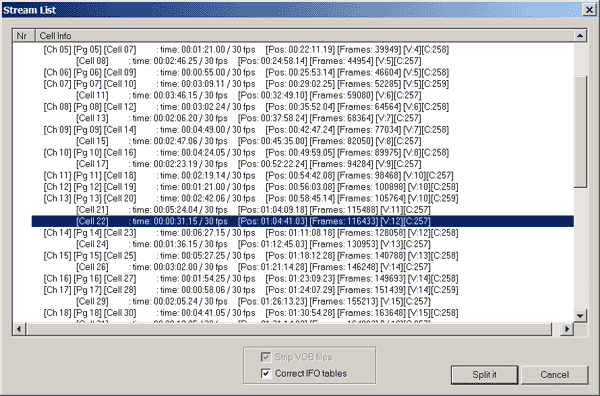 Stream List
Nr Cell Info
[Ch 05] [Pg 05] [Cell 07] : time: 00:01:21.00 / 30 fps [Pos: 00:22:11.19] [Frames: 39949] [V:4][C:258]
[Cell 08] : time: 00:02:46.25 / 30 fps [Pos: 00:24:58.14] [Frames: 44954] [V:5][C:257]
[Ch 06] [Pg 06] [Cell 09] : time: 00:00:55.00 / 30 fps [Pos: 00:25:53.14] [Frames: 46604] [V:5][C:258]
[Ch 07] [Pg 07] [Cell 10] : time: 00:03:09.11 / 30 fps [Pos: 00:29:02.25] [Frames: 52285] [V:5][C:259]
[Cell 11] : time: 00:03:46.15 / 30 fps [Pos: 00:32:49.10] [Frames: 59080] [V:6][C:257]
[Ch 08] [Pg 08] [Cell 12] : time: 00:03:02.24 / 30 fps [Pos: 00:35:52.04] [Frames: 64564] [V:6][C:258]
[Cell 13] : time: 00:02:06.20 / 30 fps [Pos: 00:37:58.24] [Frames: 68364] [V:7][C:257]
[Ch 09] [Pg 09] [Cell 14] : time: 00:04:49.00 / 30 fps [Pos: 00:42:47.24] [Frames: 77034] [V:7][C:258]
[Cell 15] : time: 00:02:47.06 / 30 fps [Pos: 00:45:35.00] [Frames: 82050] [V:8][C:257]
[Ch 10] [Pg 10] [Cell 16] : time: 00:04:24.05 / 30 fps [Pos: 00:49:59.05] [Frames: 89975] [V:8][C:258]
[Cell 17] : time: 00:02:23.19 / 30 fps [Pos: 00:52:22.24] [Frames: 94284] [V:9][C:257]
[Ch 11] [Pg 11] [Cell 18] : time: 00:02:19.14 / 30 fps [Pos: 00:54:42.08] [Frames: 98468] [V:10][C:257]
[Ch 12] [Pg 12] [Cell 19] : time: 00:01:21.00 / 30 fps [Pos: 00:56:03.08] [Frames: 100898] [V:10][C:258]
[Ch 13] [Pg 13] [Cell 20] : time: 00:02:42.06 / 30 fps [Pos: 00:58:45.14] [Frames: 105764] [V:10][C:259]
[Cell 21] : time: 00:05:24.04 / 30 fps [Pos: 01:04:09.18] [Frames: 115488] [V:11][C:257]
[Cell 22] : time: 00:00:31.15 / 30 fps [Pos: 01:04:41.03] [Frames: 116433] [V:12][C:257]
[Ch 14] [Pg 14] [Cell 23] : time: 00:06:27.15 / 30 fps [Pos: 01:11:08.18] [Frames: 128058] [V:12][C:258]
[Cell 24] : time: 00:01:36.15 / 30 fps [Pos: 01:12:45.03] [Frames: 130953] [V:13][C:257]
[Ch 15] [Pg 15] [Cell 25] : time: 00:05:27.25 / 30 fps [Pos: 01:18:12.28] [Frames: 140788] [V:13][C:258]
[Cell 26] : time: 00:03:02.00 / 30 fps [Pos: 01:21:14.28] [Frames: 146248] [V:14][C:257]
[Ch 16] [Pg 16] [Cell 27] : time: 00:01:54.25 / 30 fps [Pos: 01:23:09.23] [Frames: 149693] [V:14][C:258]
[Ch 17] [Pg 17] [Cell 28] : time: 00:00:58.06 / 30 fps [Pos: 01:24:07.29] [Frames: 151439] [V:14][C:259]
[Cell 29] : time: 00:02:05.24 / 30 fps [Pos: 01:26:13.23] [Frames: 155213] [V:15][C:257]
[Ch 18] [Pg 18] [Cell 30] : time: 00:04:41.05 / 30 fps [Pos: 01:30:54.28] [Frames: 163648] [V:15][C:258]
Strip VOB files
Correct IFO tables
Split it
Cancel